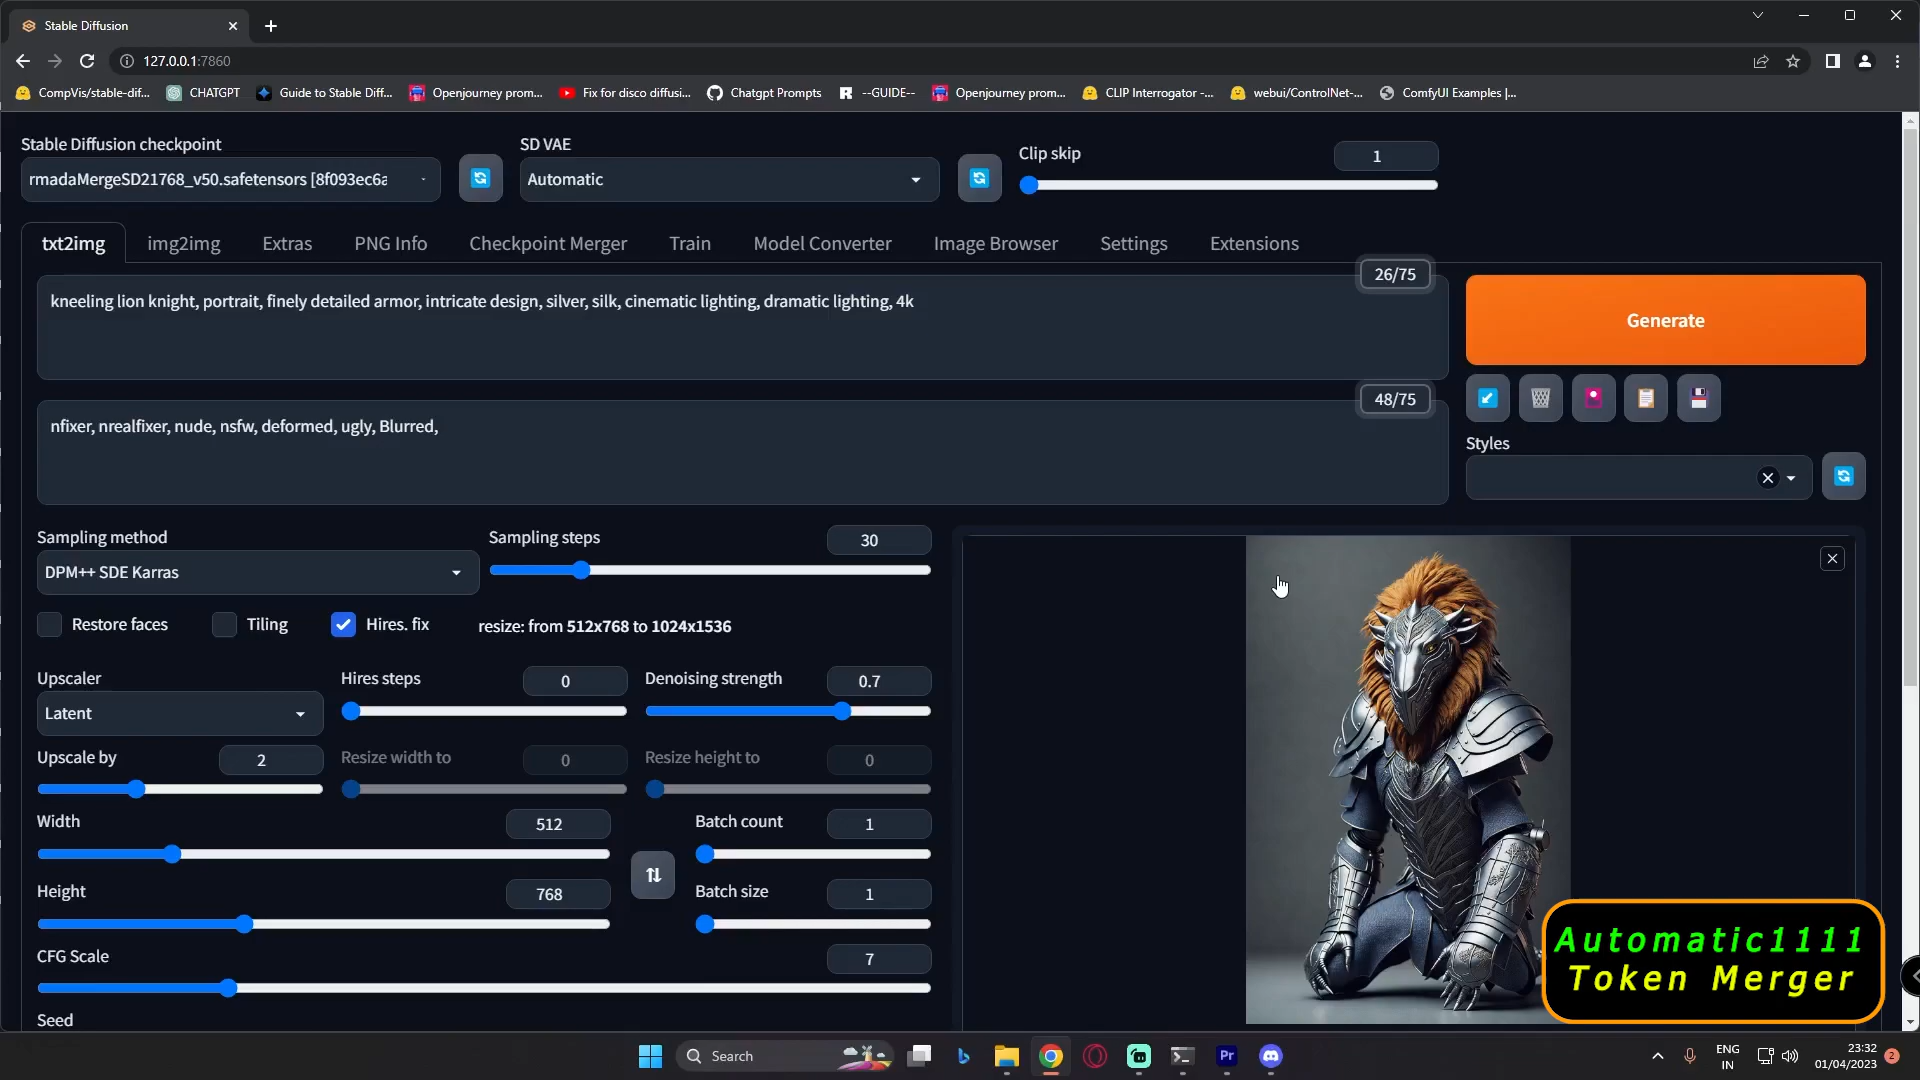 Stable Diffusion
127.0.0.1:7860
CompVis/stable-dif...
CHATGPT
Guide to Stable Diff...
Openjourney prom...
Fix for disco diffusi...
Chatgpt Prompts
--GUIDE--
Openjourney prom...
CLIP Interrogator -...
webui/ControlNet-...
ComfyUI Examples |...
Stable Diffusion checkpoint
SD VAE
Clip skip
1
rmadaMergeSD21768_v50.safetensors [8f093ec6a
Automatic
txt2img
img2img
Extras
PNG Info
Checkpoint Merger
Train
Model Converter
Image Browser
Settings
Extensions
26/75
kneeling lion knight, portrait, finely detailed armor, intricate design, silver, silk, cinematic lighting, dramatic lighting, 4k
Generate
48/75
nfixer, nrealfixer, nude, nsfw, deformed, ugly, Blurred,
Styles
Sampling method
Sampling steps
30
DPM++ SDE Karras
Restore faces
Tiling
Hires. fix
resize: from 512x768 to 1024x1536
Upscaler
Hires steps
0
Denoising strength
0.7
Latent
Upscale by
2
Resize width to
0
Resize height to
0
Width
512
Batch count
1
Height
768
Batch size
1
CFG Scale
7
Seed
Automatic1111
Token Merger
Search
Pr
ENG
IN
23:32
01/04/2023
2